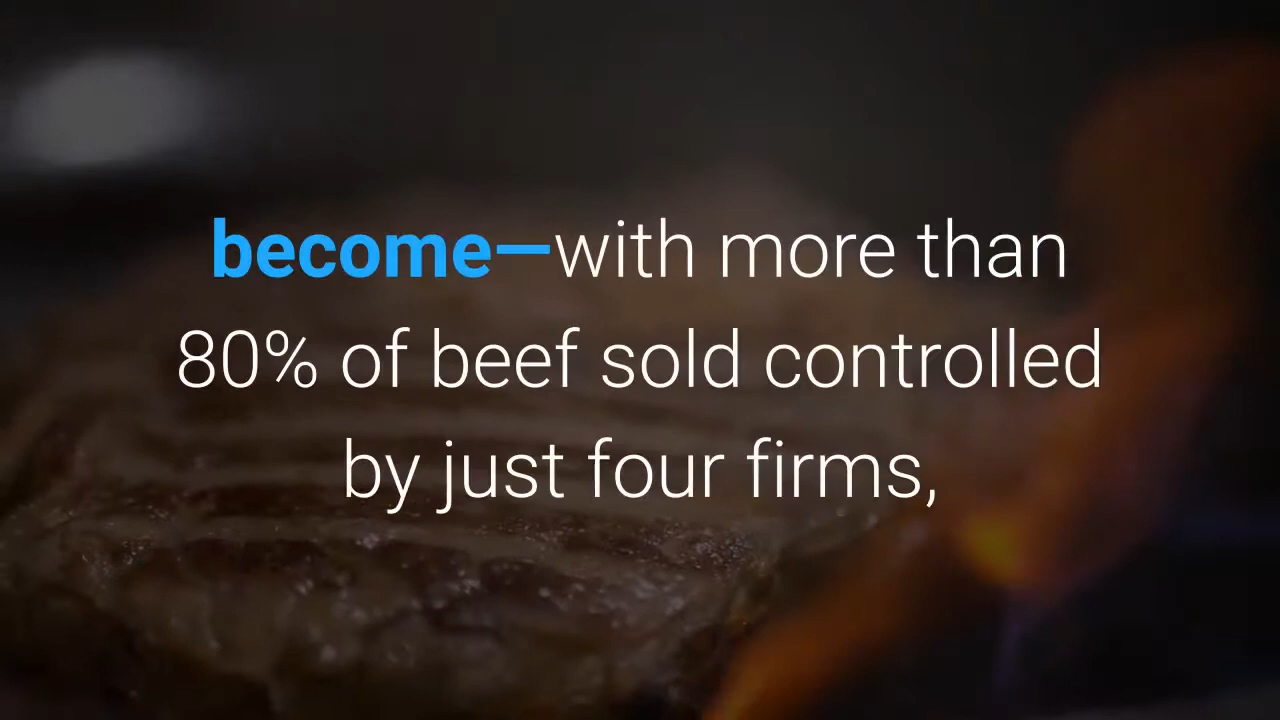 become—with more than
80% of beef sold controlled
by just four firms,